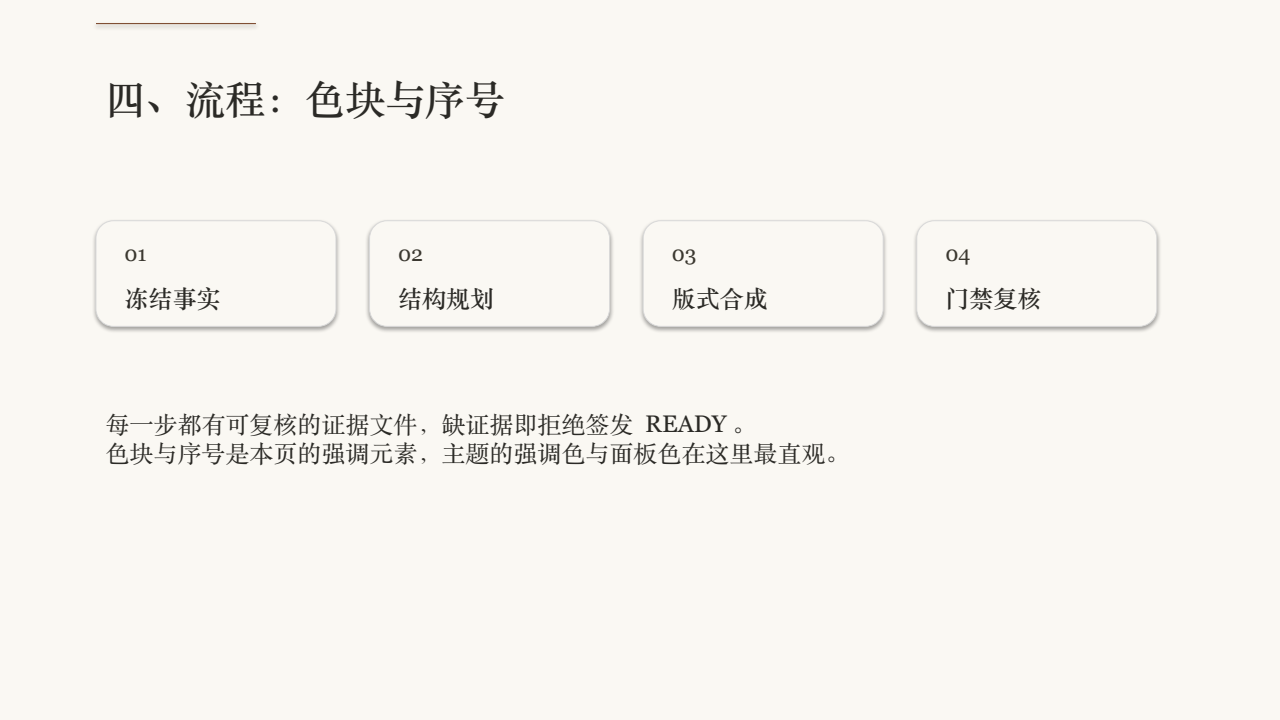 四、流程：色块与序号
01
冻结事实
02
结构规划
03
版式合成
04
门禁复核
每一步都有可复核的证据文件，缺证据即拒绝签发 READY。
色块与序号是本页的强调元素，主题的强调色与面板色在这里最直观。